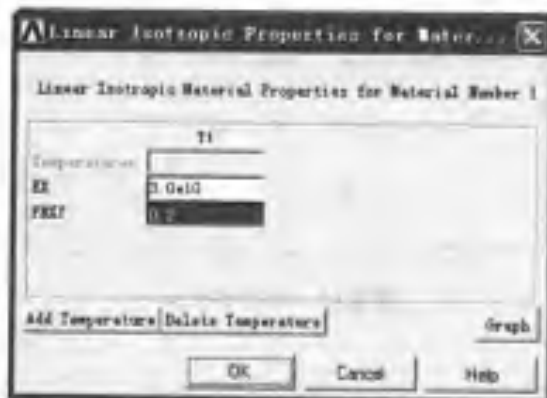 Linear Isotropic Properties for Mater...
Linear Isotropic Material Properties for Material Number 1
T1
Temperatures
EX 3.0e10
PRXY 0.2
Add Temperature Delete Temperature Graph
OK Cancel Help